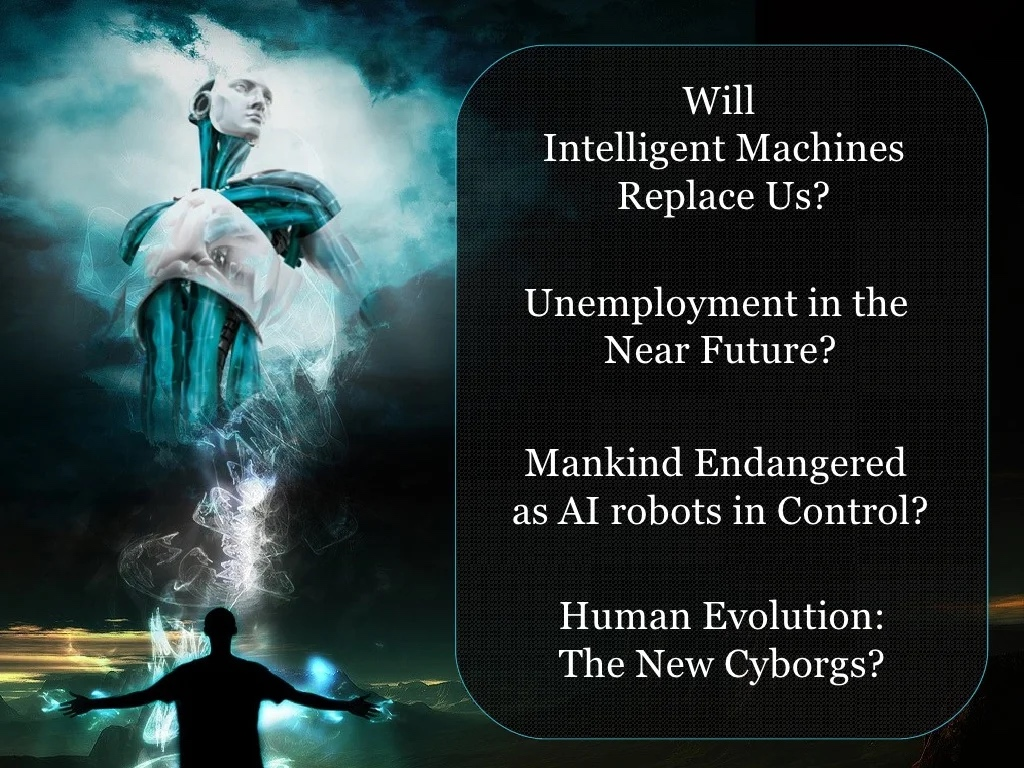 Will
Intelligent Machines
Replace Us?
Unemployment in the
Near Future?
Mankind Endangered
as AI robots in Control?
Human Evolution:
The New Cyborgs?